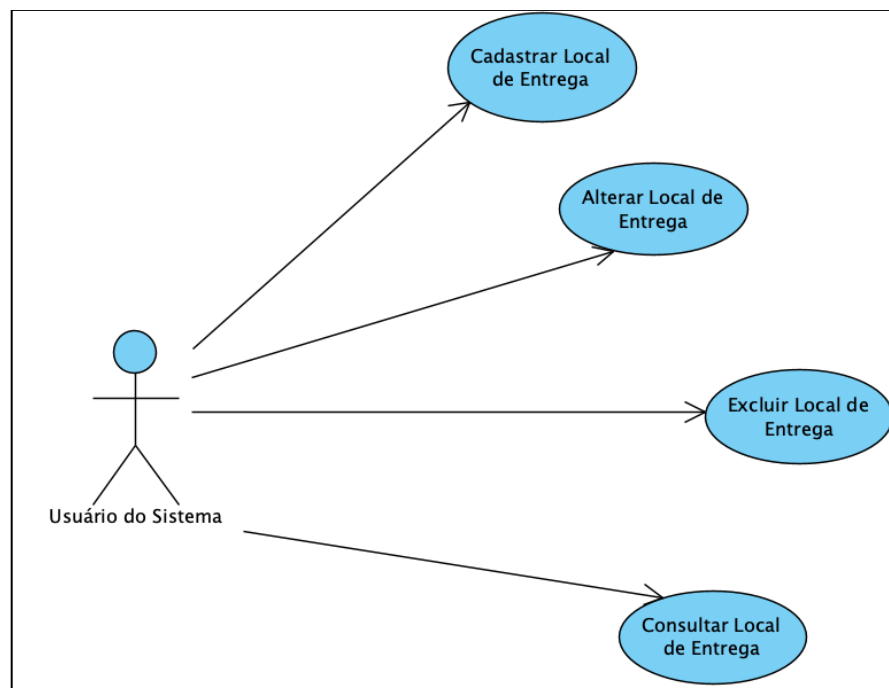 Cadastrar Local
de Entrega
Alterar Local de
Entrega
Excluir Local de
Entrega
Usuário do Sistema
Consultar Local
de Entrega